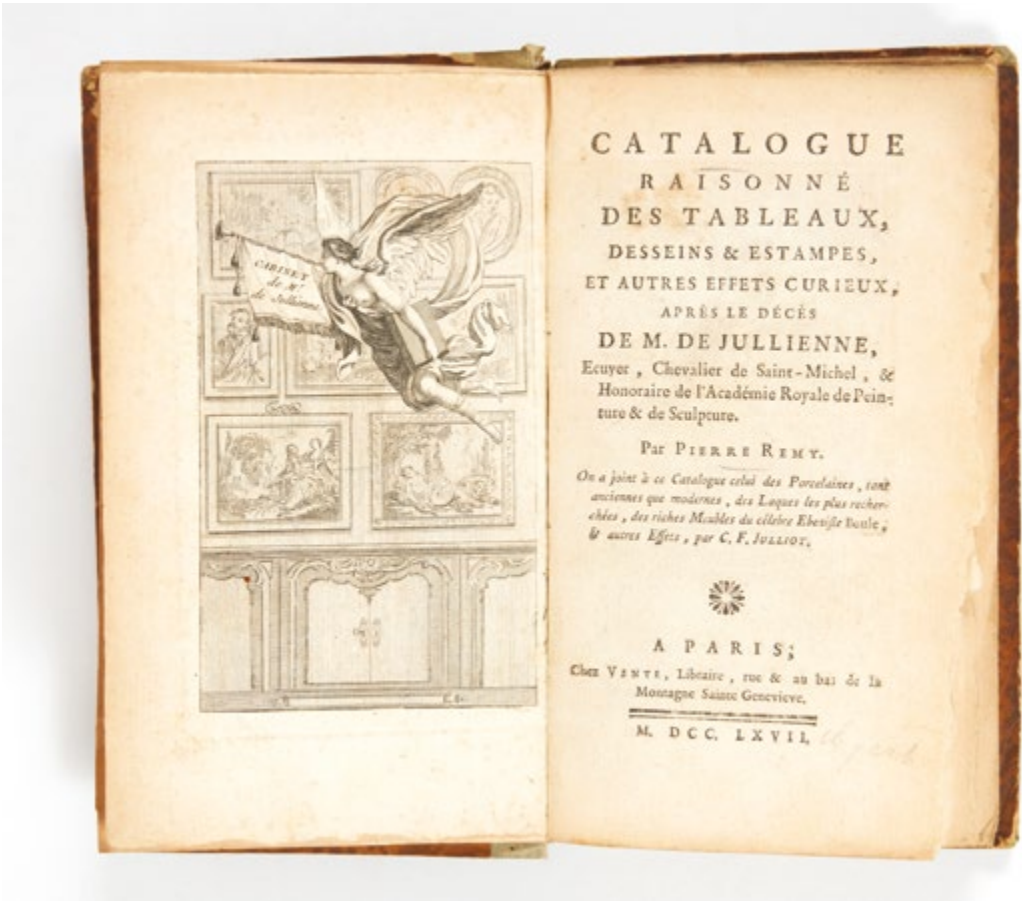 CABINET
de Mr.
de Jullienne
CATALOGUE
RAISONNÉ
DES TABLEAUX,
DESSEINS & ESTAMPES,
ET AUTRES EFFETS CURIEUX,
APRÈS LE DÉCÈS
DE M. DE JULLIENNE,
Ecuyer, Chevalier de Saint-Michel, &
Honoraire de l'Académie Royale de Pein-
ture & de Sculpture.
Par PIERRE REMY.
On a joint à ce Catalogue celui des Porcelaines, tant
anciennes que modernes, des Laques les plus recher-
chées, des riches Meubles du célebre Ebeniste Boule,
& autres Effets, par C. F. JULLIOT.
A PARIS;
Chez VENTE, Libraire, rue & au bas de la
Montagne Sainte Genevieve.
M. DCC. LXVII.